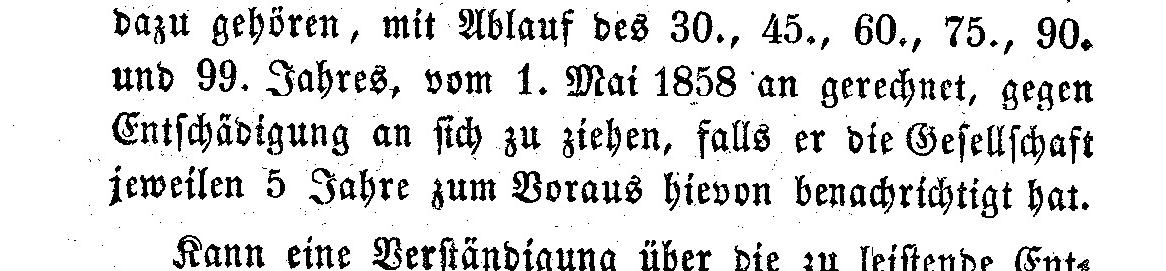 dazu gehören, mit Ablauf des 30., 45., 60., 75., 90.
und 99. Jahres, vom 1. Mai 1858 an gerechnet, gegen
Entschädigung an sich zu ziehen, falls er die Gesellschaft
jeweilen 5 Jahre zum Voraus hievon benachrichtigt hat.
Kann eine Verständigung über die zu leistende Ent-